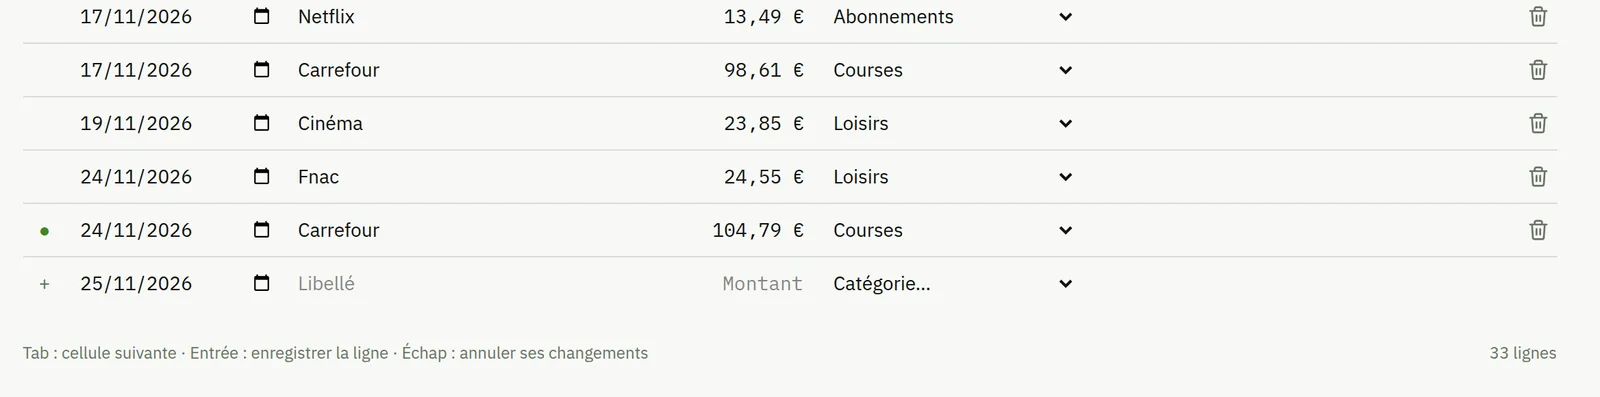 17/11/2026 Netflix 13,49 € Abonnements
17/11/2026 Carrefour 98,61 € Courses
19/11/2026 Cinéma 23,85 € Loisirs
24/11/2026 Fnac 24,55 € Loisirs
24/11/2026 Carrefour 104,79 € Courses
+ 25/11/2026 Libellé Montant Catégorie...
Tab : cellule suivante · Entrée : enregistrer la ligne · Échap : annuler ses changements 33 lignes